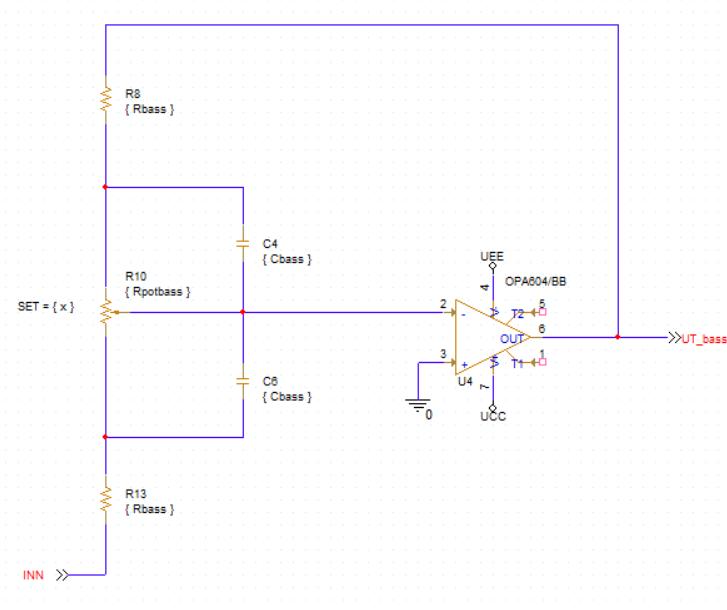 R8
{ Rbass }
C4
{ Cbass }
R10
{ Rpotbass }
SET = { x }
UEE
OPA604/BB
4
2
5
T2
-
6
OUT
UT_bass
3
+
1
T1
U4
7
0
UCC
C6
{ Cbass }
R13
{ Rbass }
INN